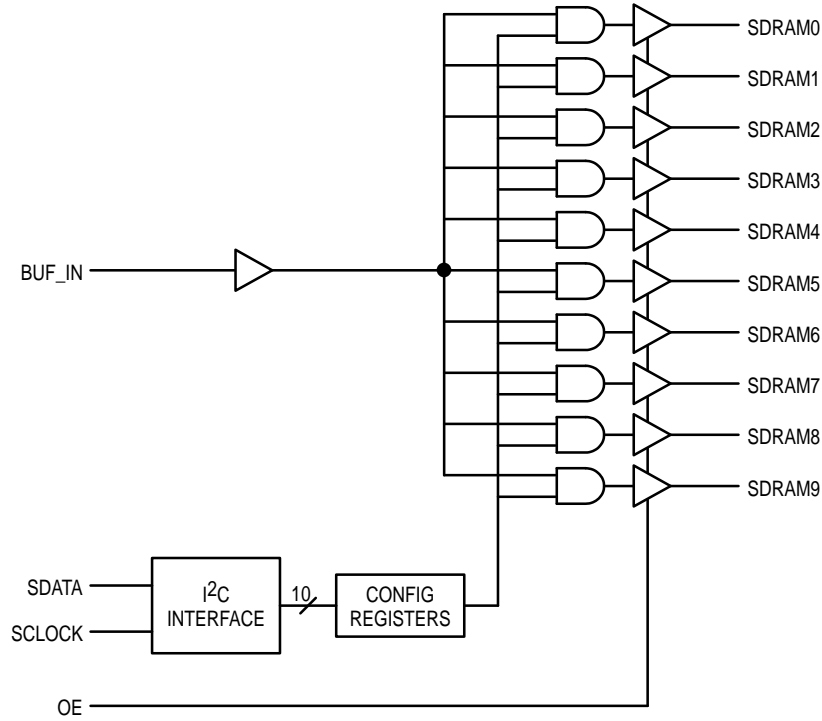 SDRAM0
SDRAM1
SDRAM2
SDRAM3
SDRAM4
BUF_IN
SDRAM5
SDRAM6
SDRAM7
SDRAM8
SDRAM9
SDATA
SCLOCK
I²C
INTERFACE
10
CONFIG
REGISTERS
OE